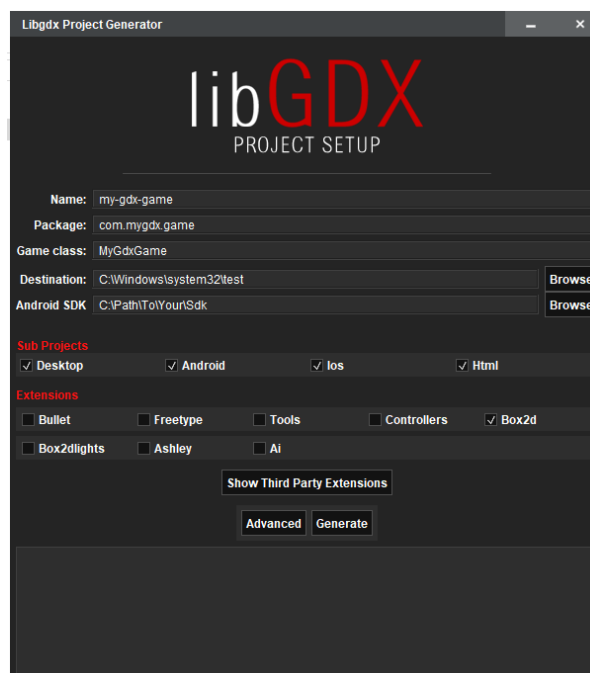 Libgdx Project Generator
libGDX
PROJECT SETUP
Name: my-gdx-game
Package: com.mygdx.game
Game class: MyGdxGame
Destination: C:\Windows\system32\test Browse
Android SDK C:\Path\To\Your\Sdk Browse
Sub Projects
Desktop Android Ios Html
Extensions
Bullet Freetype Tools Controllers Box2d
Box2dlights Ashley Ai
Show Third Party Extensions
Advanced Generate